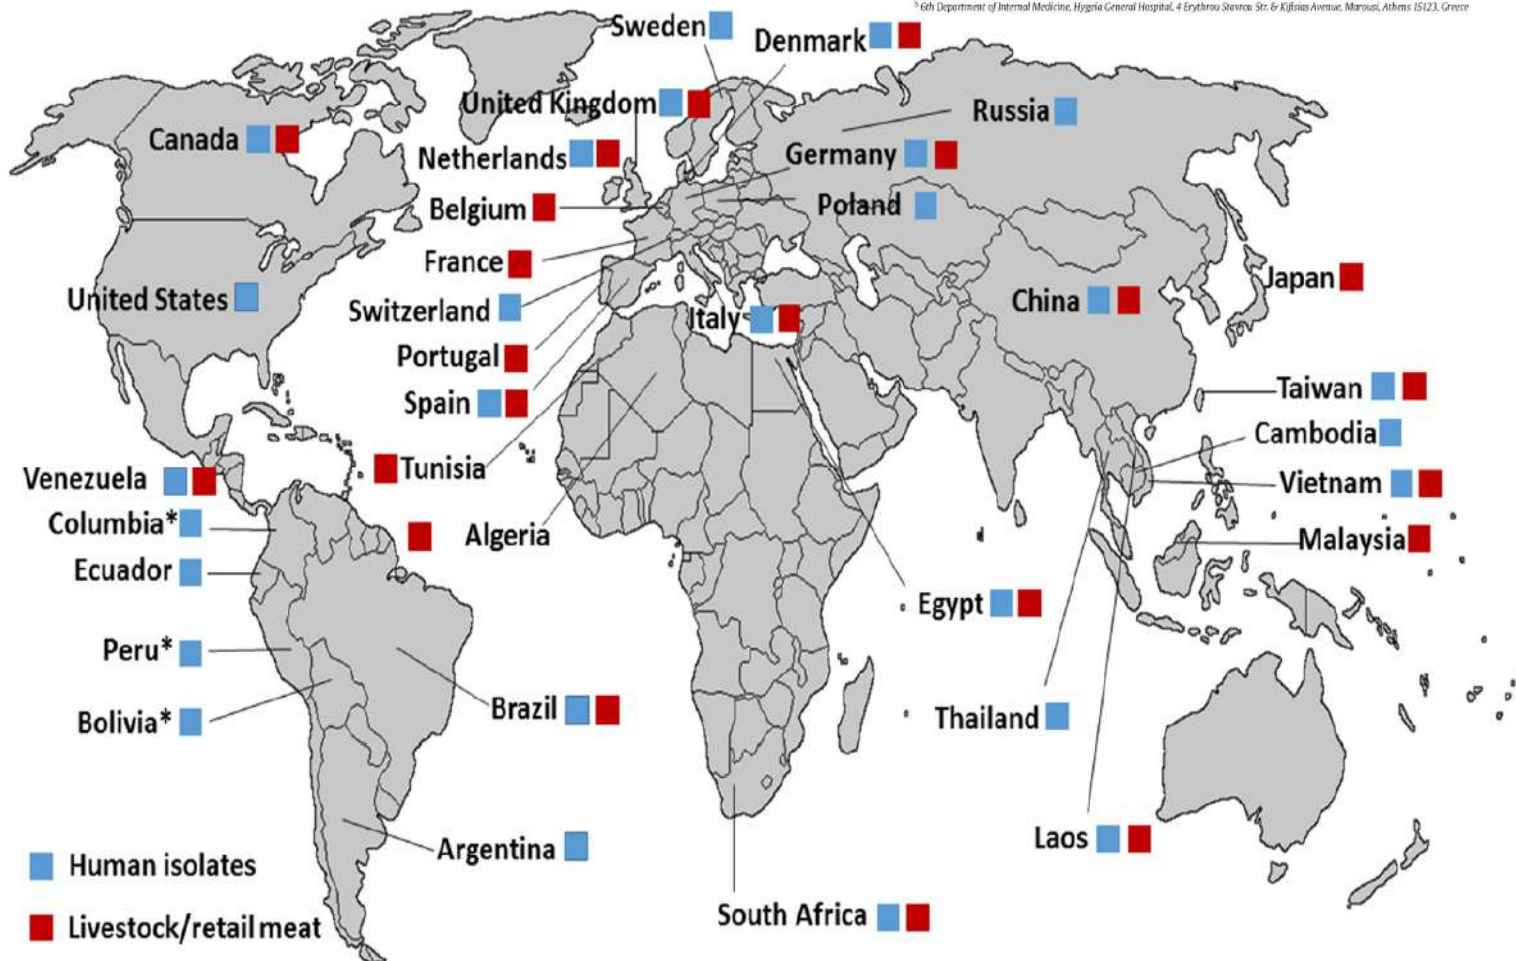 b 6th Department of Internal Medicine, Hygeia General Hospital, 4 Erythrou Stavrou Str. & Kifisias Avenue, Marousi, Athens 15123, Greece
Sweden
Denmark
United Kingdom
Russia
Canada
Netherlands
Germany
Belgium
Poland
France
Japan
United States
Switzerland
Italy
China
Portugal
Spain
Taiwan
Cambodia
Tunisia
Venezuela
Vietnam
Columbia*
Algeria
Malaysia
Ecuador
Egypt
Peru*
Bolivia*
Brazil
Thailand
Argentina
Laos
Human isolates
South Africa
Livestock/retail meat